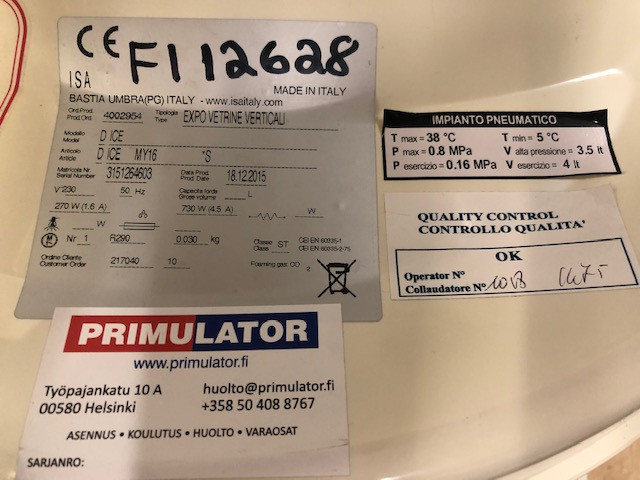 CE FI 12628
ISA
MADE IN ITALY
BASTIA UMBRA(PG) ITALY - www.isaitaly.com
Ord.Prod. Prod.Ord. 4002954 Tipologia Type EXPO VETRINE VERTICALI
Modello Model D ICE
Articolo Article D ICE MY16 *S
Matricola Nr Serial Number 3151264603 Data Prod. Prod. Date 18.12.2015
V~230 50 Hz Capacità lorda Gross volume L
270 W (1.6 A) 730 W (4.5 A) W
W
Nr 1 R290 0.030 kg Classe Class ST CEI EN 60335-1 CEI EN 60335-2-75
Ordine Cliente Customer Order 217040 10 Foaming gas CO2
IMPIANTO PNEUMATICO
T max = 38 °C T min = 5 °C
P max = 0.8 MPa V alta pressione = 3.5 lt
P esercizio = 0.16 MPa V esercizio = 4 lt
QUALITY CONTROL
CONTROLLO QUALITA'
OK
Operator N°
Collaudatore N°
PRIMULATOR
www.primulator.fi
Työpajankatu 10 A huolto@primulator.fi
00580 Helsinki +358 50 408 8767
ASENNUS • KOULUTUS • HUOLTO • VARAOSAT
SARJANRO: